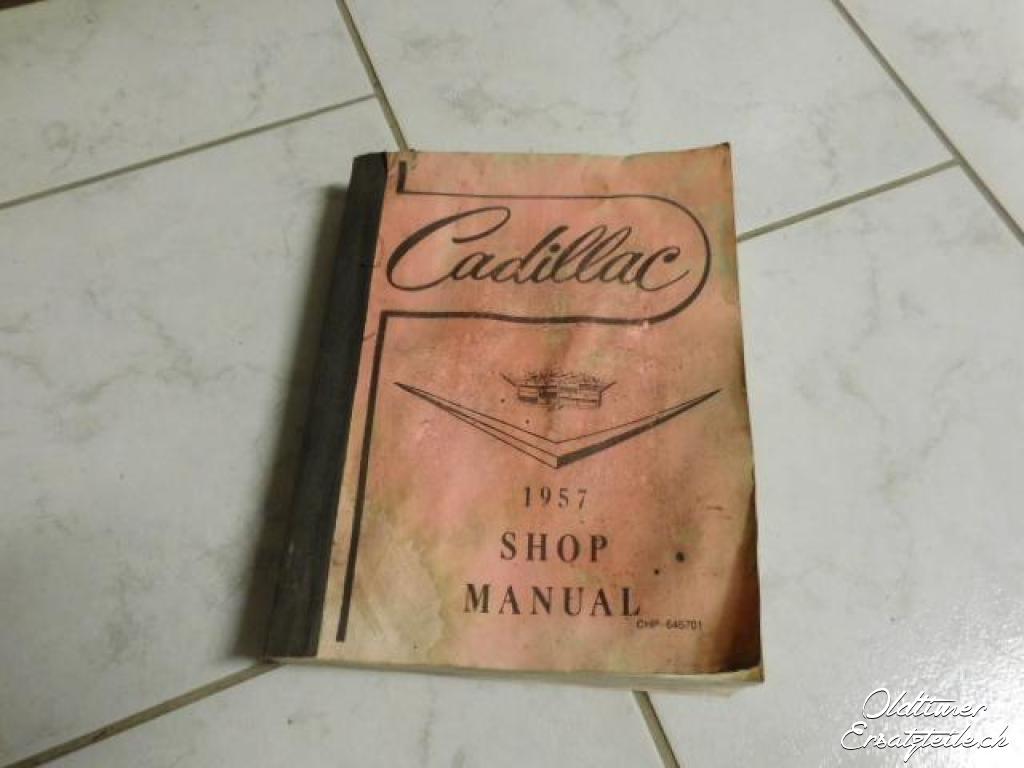 Cadillac
1957
SHOP
MANUAL
CHP 645701
Oldtimer
Ersatzteile.ch